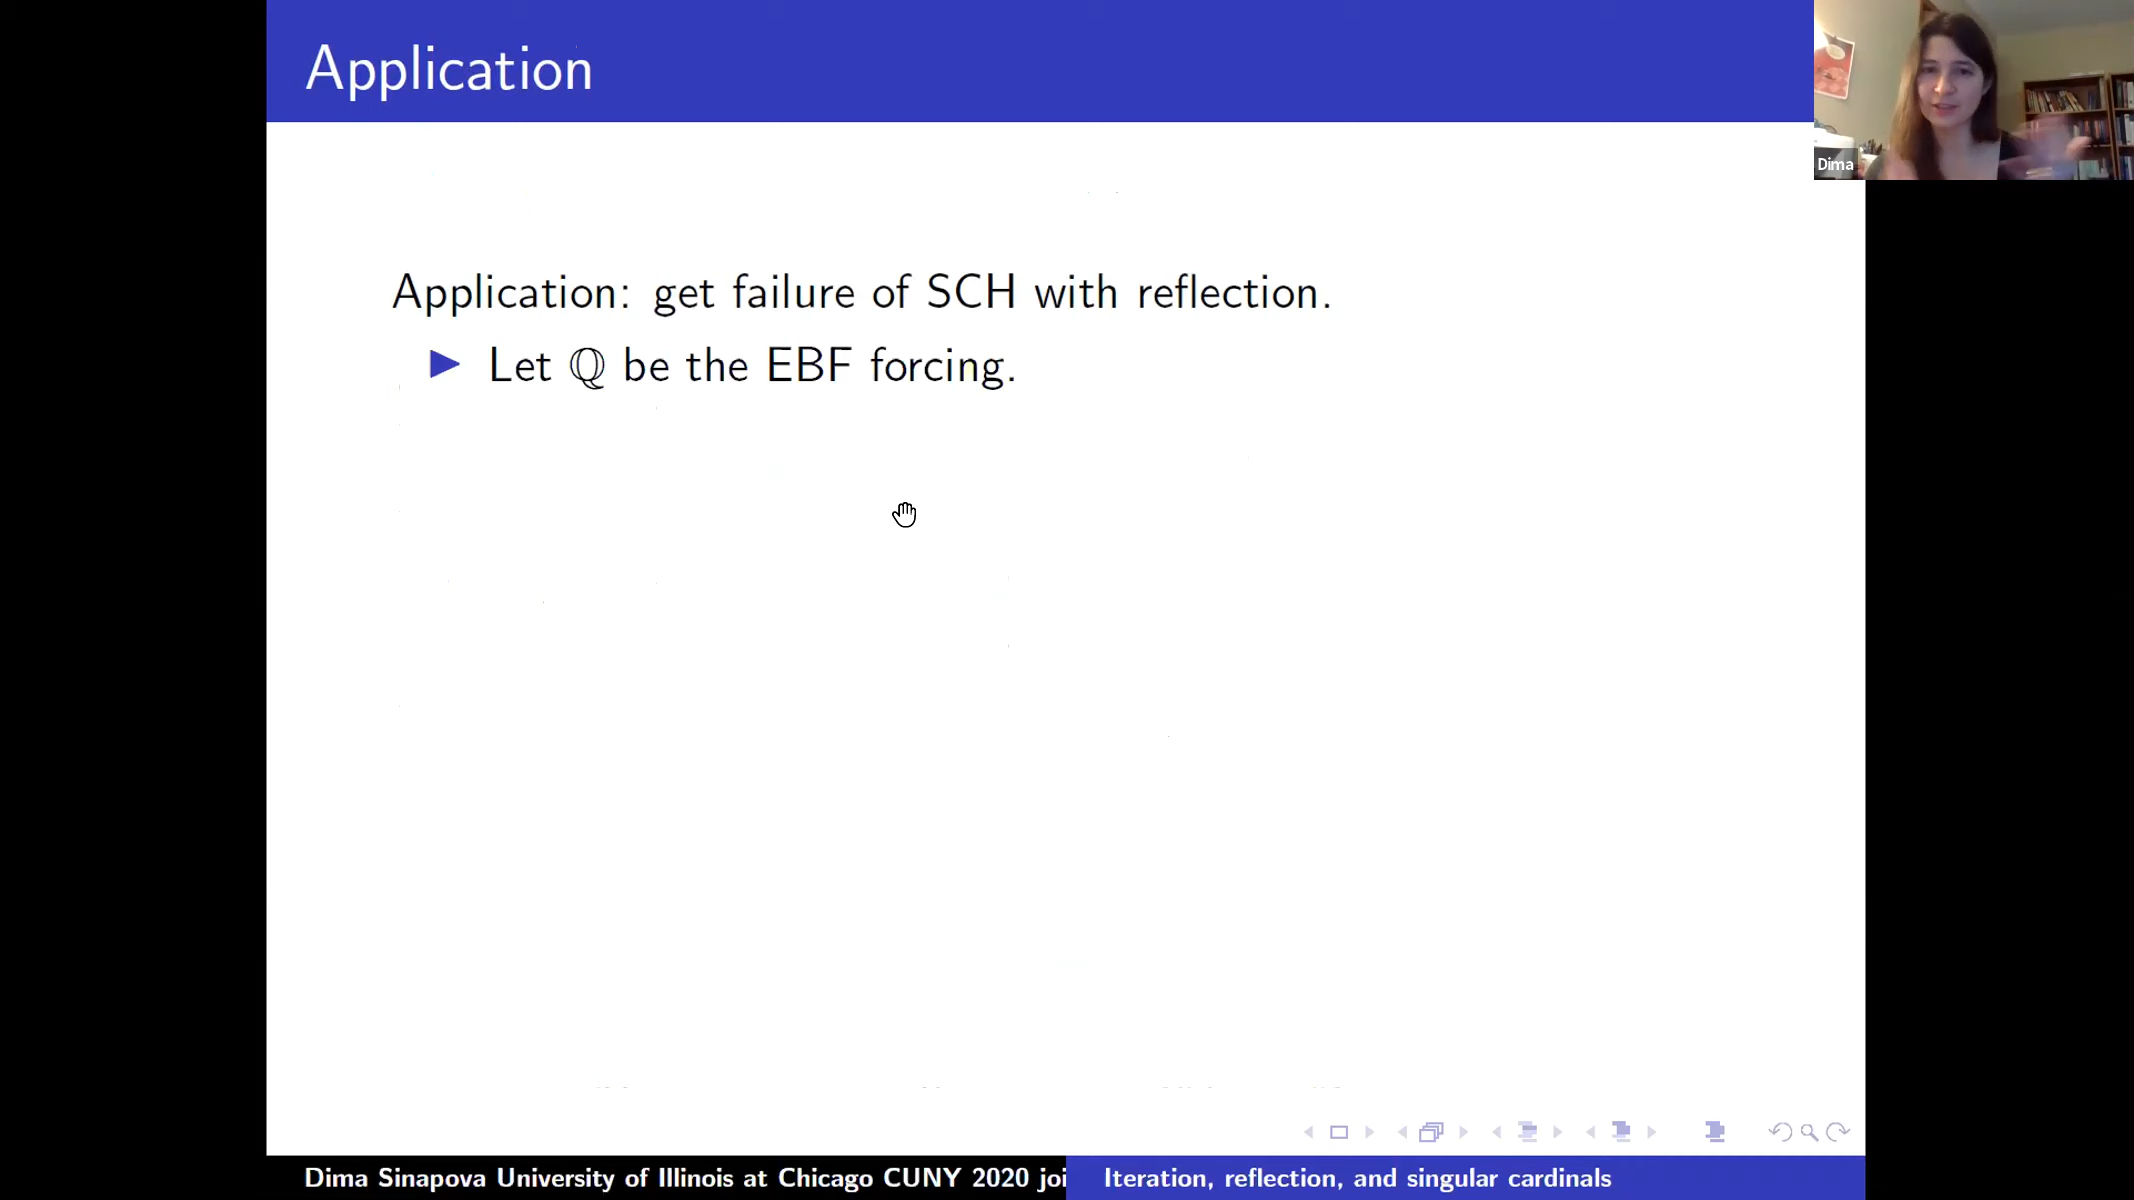 Application
Dima
Application: get failure of SCH with reflection.
▶ Let ℚ be the EBF forcing.
Dima Sinapova University of Illinois at Chicago CUNY 2020 joi
Iteration, reflection, and singular cardinals